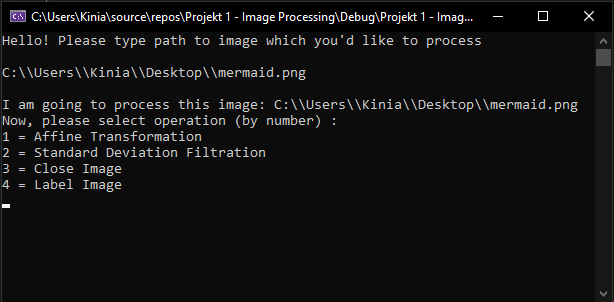 C:\Users\Kinia\source\repos\Projekt 1 - Image Processing\Debug\Projekt 1 - Imag...
Hello! Please type path to image which you'd like to process
C:\\Users\\Kinia\\Desktop\\mermaid.png
I am going to process this image: C:\\Users\\Kinia\\Desktop\\mermaid.png
Now, please select operation (by number) :
1 = Affine Transformation
2 = Standard Deviation Filtration
3 = Close Image
4 = Label Image